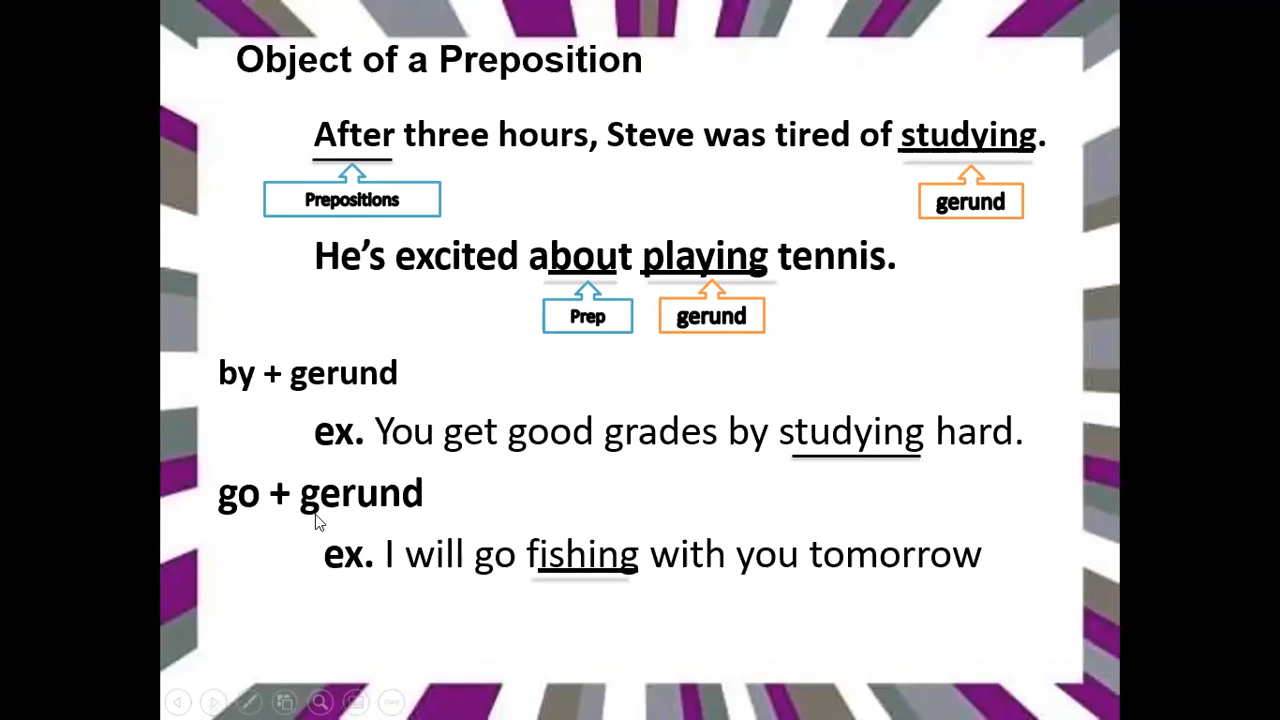 Object of a Preposition
After three hours, Steve was tired of studying.
Prepositions
gerund
He's excited about playing tennis.
Prep
gerund
by + gerund
ex. You get good grades by studying hard.
go + gerund
ex. I will go fishing with you tomorrow